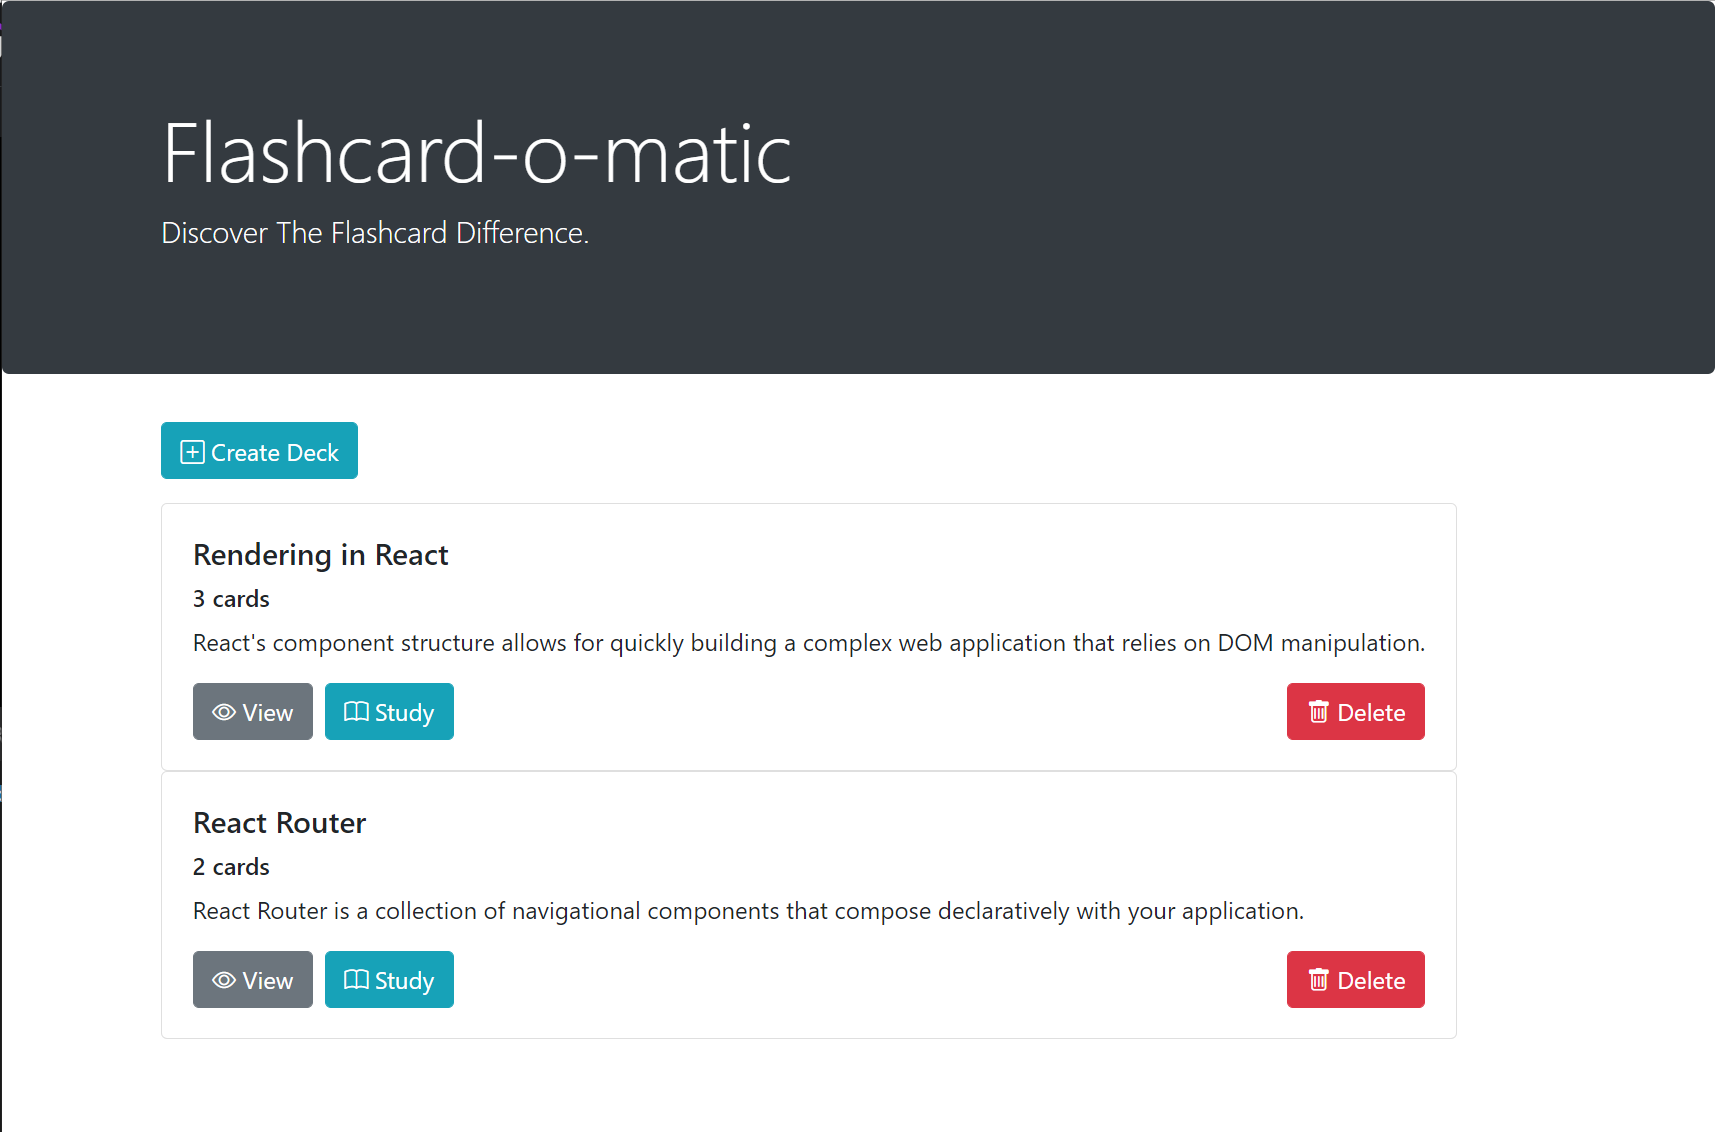 Flashcard-o-matic
Discover The Flashcard Difference.
Create Deck
Rendering in React
3 cards
React's component structure allows for quickly building a complex web application that relies on DOM manipulation.
View Study Delete
React Router
2 cards
React Router is a collection of navigational components that compose declaratively with your application.
View Study Delete